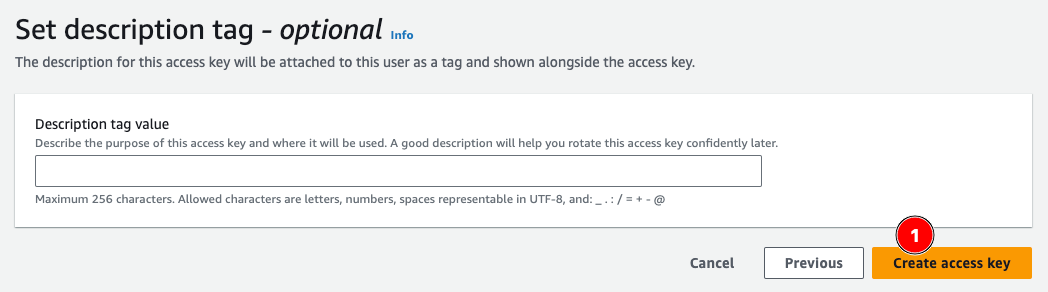 Set description tag - optional Info
The description for this access key will be attached to this user as a tag and shown alongside the access key.
Description tag value
Describe the purpose of this access key and where it will be used. A good description will help you rotate this access key confidently later.
Maximum 256 characters. Allowed characters are letters, numbers, spaces representable in UTF-8, and: _ . : / = + - @
1
Cancel Previous Create access key